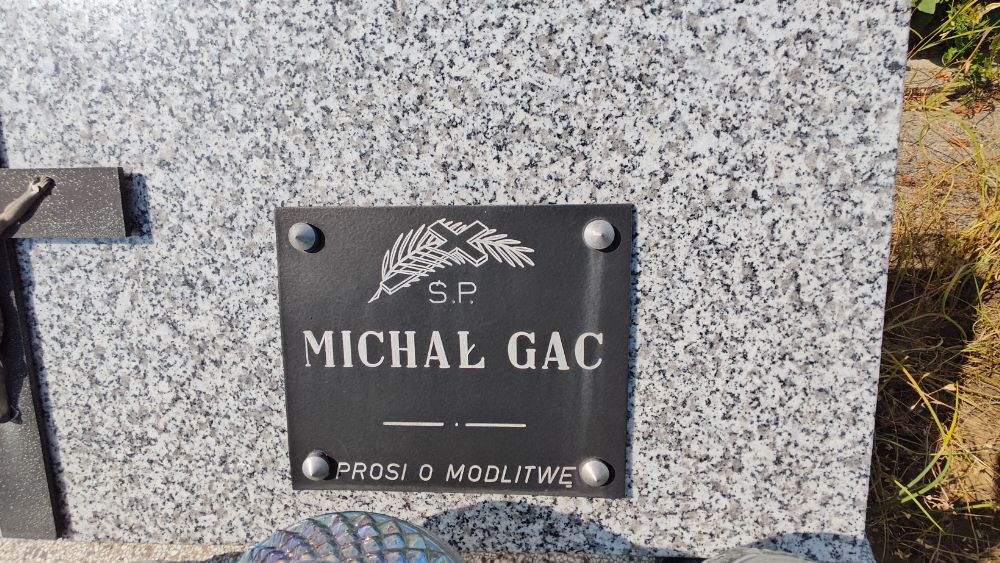 Ś.P.
MICHAŁ GAC
PROSI O MODLITWĘ